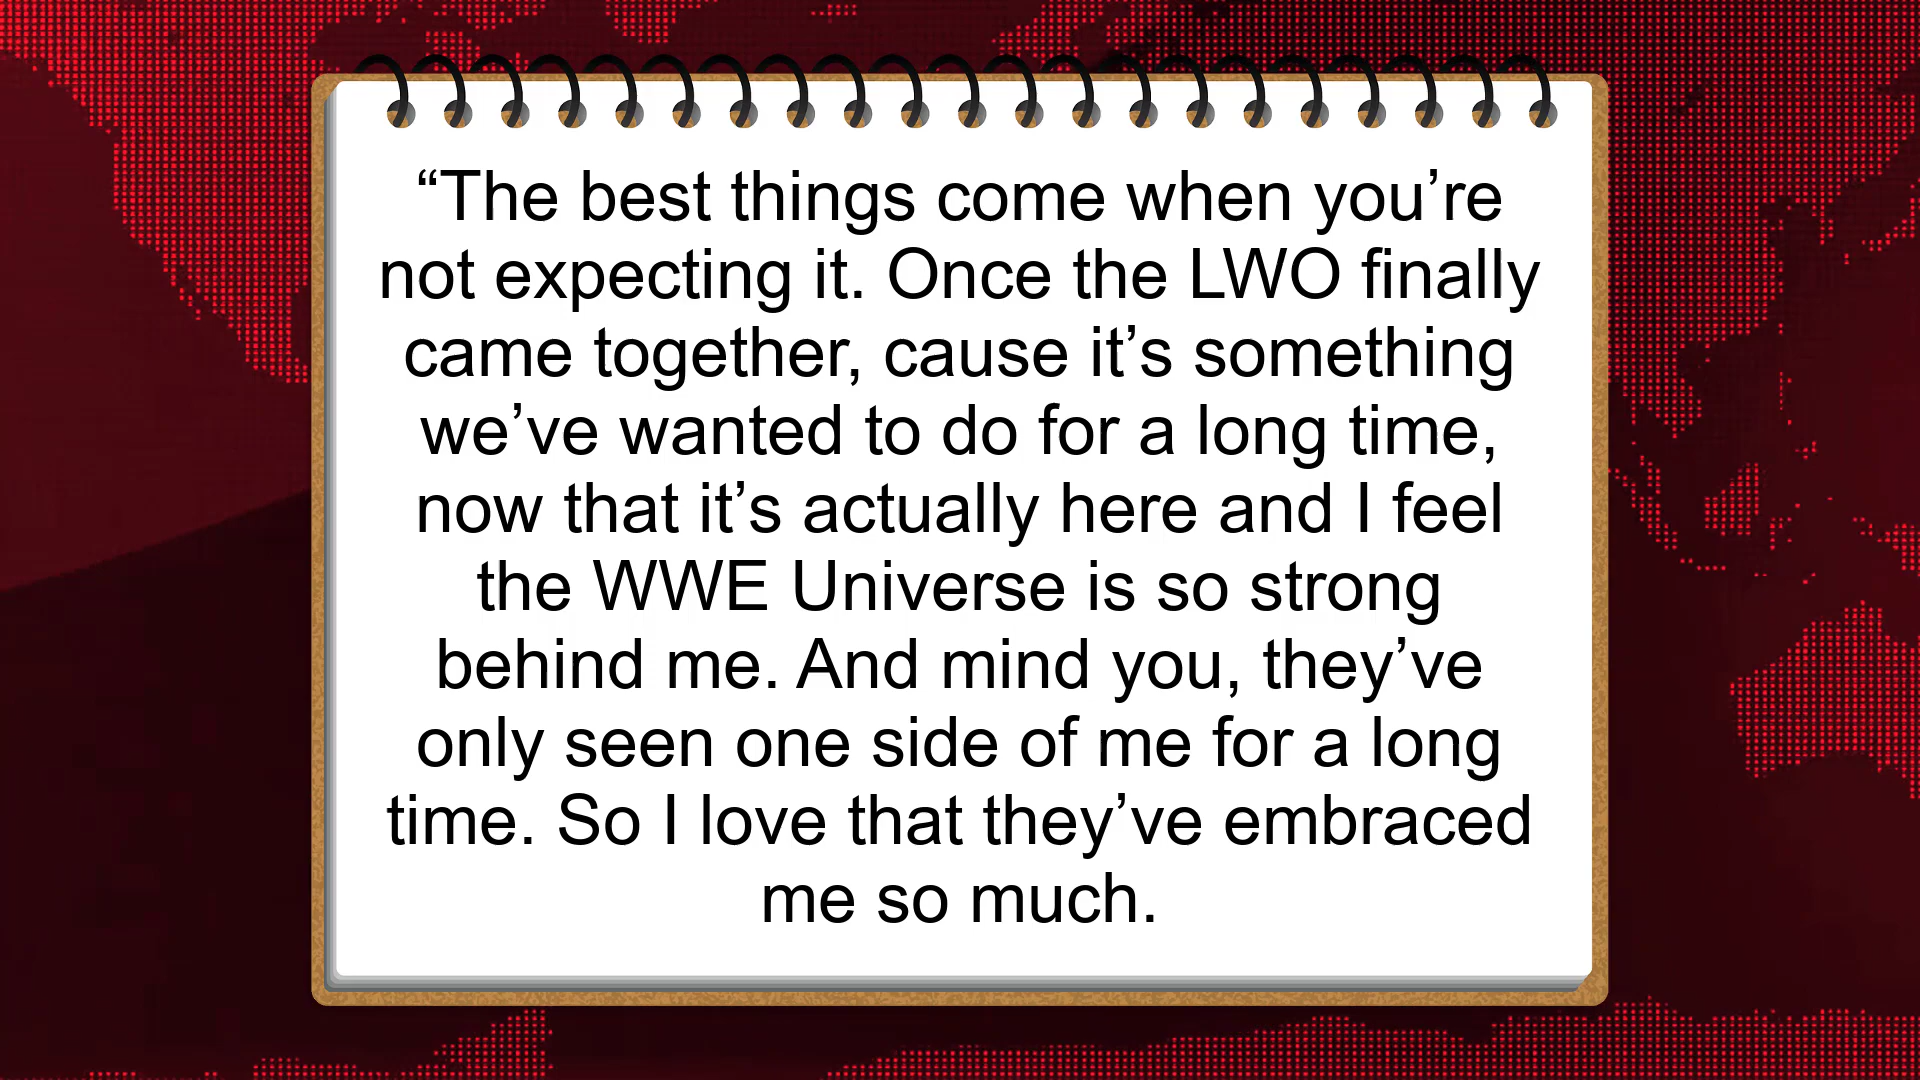 “The best things come when you’re
not expecting it. Once the LWO finally
came together, cause it’s something
we’ve wanted to do for a long time,
now that it’s actually here and I feel
the WWE Universe is so strong
behind me. And mind you, they’ve
only seen one side of me for a long
time. So I love that they’ve embraced
me so much.